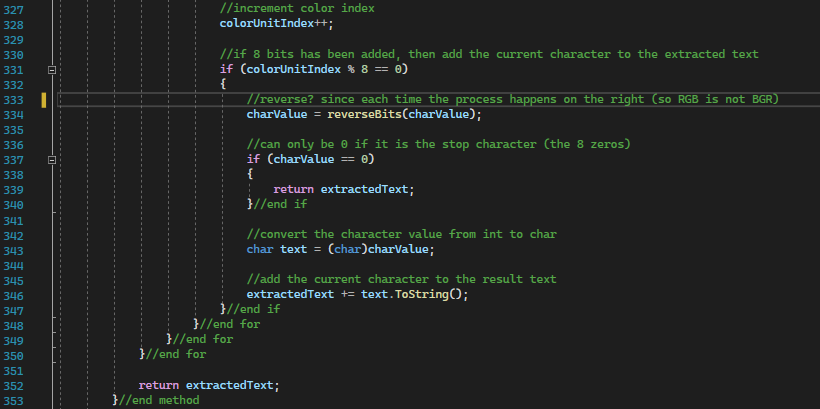 327 //increment color index
328 colorUnitIndex++;
329
330 //if 8 bits has been added, then add the current character to the extracted text
331 if (colorUnitIndex % 8 == 0)
332 {
333 //reverse? since each time the process happens on the right (so RGB is not BGR)
334 charValue = reverseBits(charValue);
335
336 //can only be 0 if it is the stop character (the 8 zeros)
337 if (charValue == 0)
338 {
339 return extractedText;
340 }//end if
341
342 //convert the character value from int to char
343 char text = (char)charValue;
344
345 //add the current character to the result text
346 extractedText += text.ToString();
347 }//end if
348 }//end for
349 }//end for
350 }//end for
351
352 return extractedText;
353 }//end method